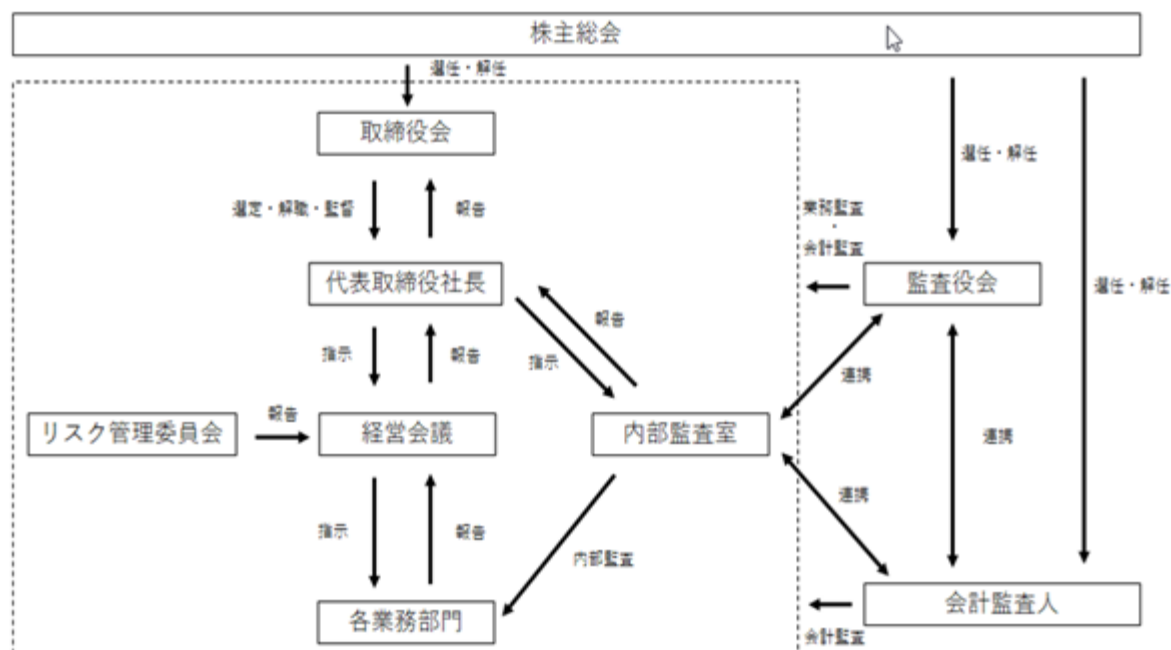 株主総会
選任・解任
取締役会
選任・解任
選定・解職・監督
報告
業務監査
・
会計監査
代表取締役社長
監査役会
選任・解任
報告
指示
報告
指示
連携
リスク管理委員会
報告
経営会議
内部監査室
連携
連携
指示
報告
内部監査
各業務部門
会計監査人
会計監査